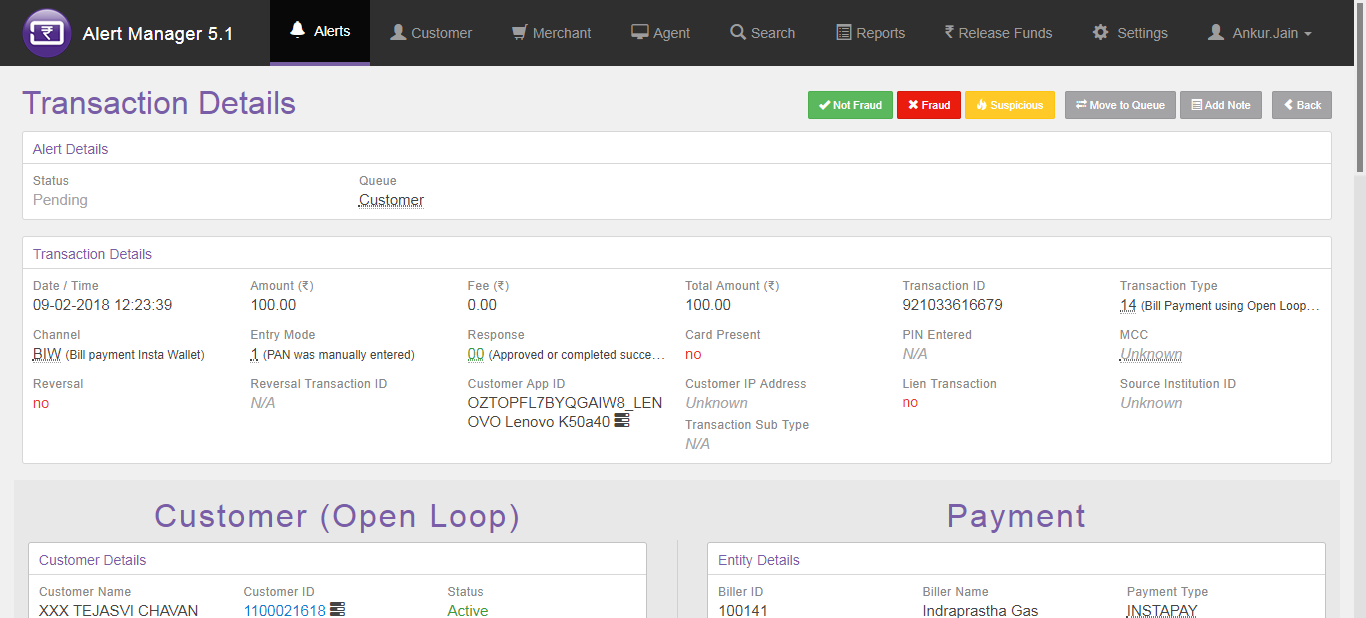 Alert Manager 5.1 Alerts Customer Merchant Agent Search Reports ₹ Release Funds Settings Ankur.Jain
Transaction Details Not Fraud Fraud Suspicious Move to Queue Add Note Back
Alert Details
Status Queue
Pending Customer
Transaction Details
Date / Time Amount (₹) Fee (₹) Total Amount (₹) Transaction ID Transaction Type
09-02-2018 12:23:39 100.00 0.00 100.00 921033616679 14 (Bill Payment using Open Loop…
Channel Entry Mode Response Card Present PIN Entered MCC
BIW (Bill payment Insta Wallet) 1 (PAN was manually entered) 00 (Approved or completed succe… no N/A Unknown
Reversal Reversal Transaction ID Customer App ID Customer IP Address Lien Transaction Source Institution ID
no N/A OZTOPFL7BYQGAIW8_LEN Unknown no Unknown
OVO Lenovo K50a40 Transaction Sub Type
N/A
Customer (Open Loop) Payment
Customer Details Entity Details
Customer Name Customer ID Status Biller ID Biller Name Payment Type
XXX TEJASVI CHAVAN 1100021618 Active 100141 Indraprastha Gas INSTAPAY